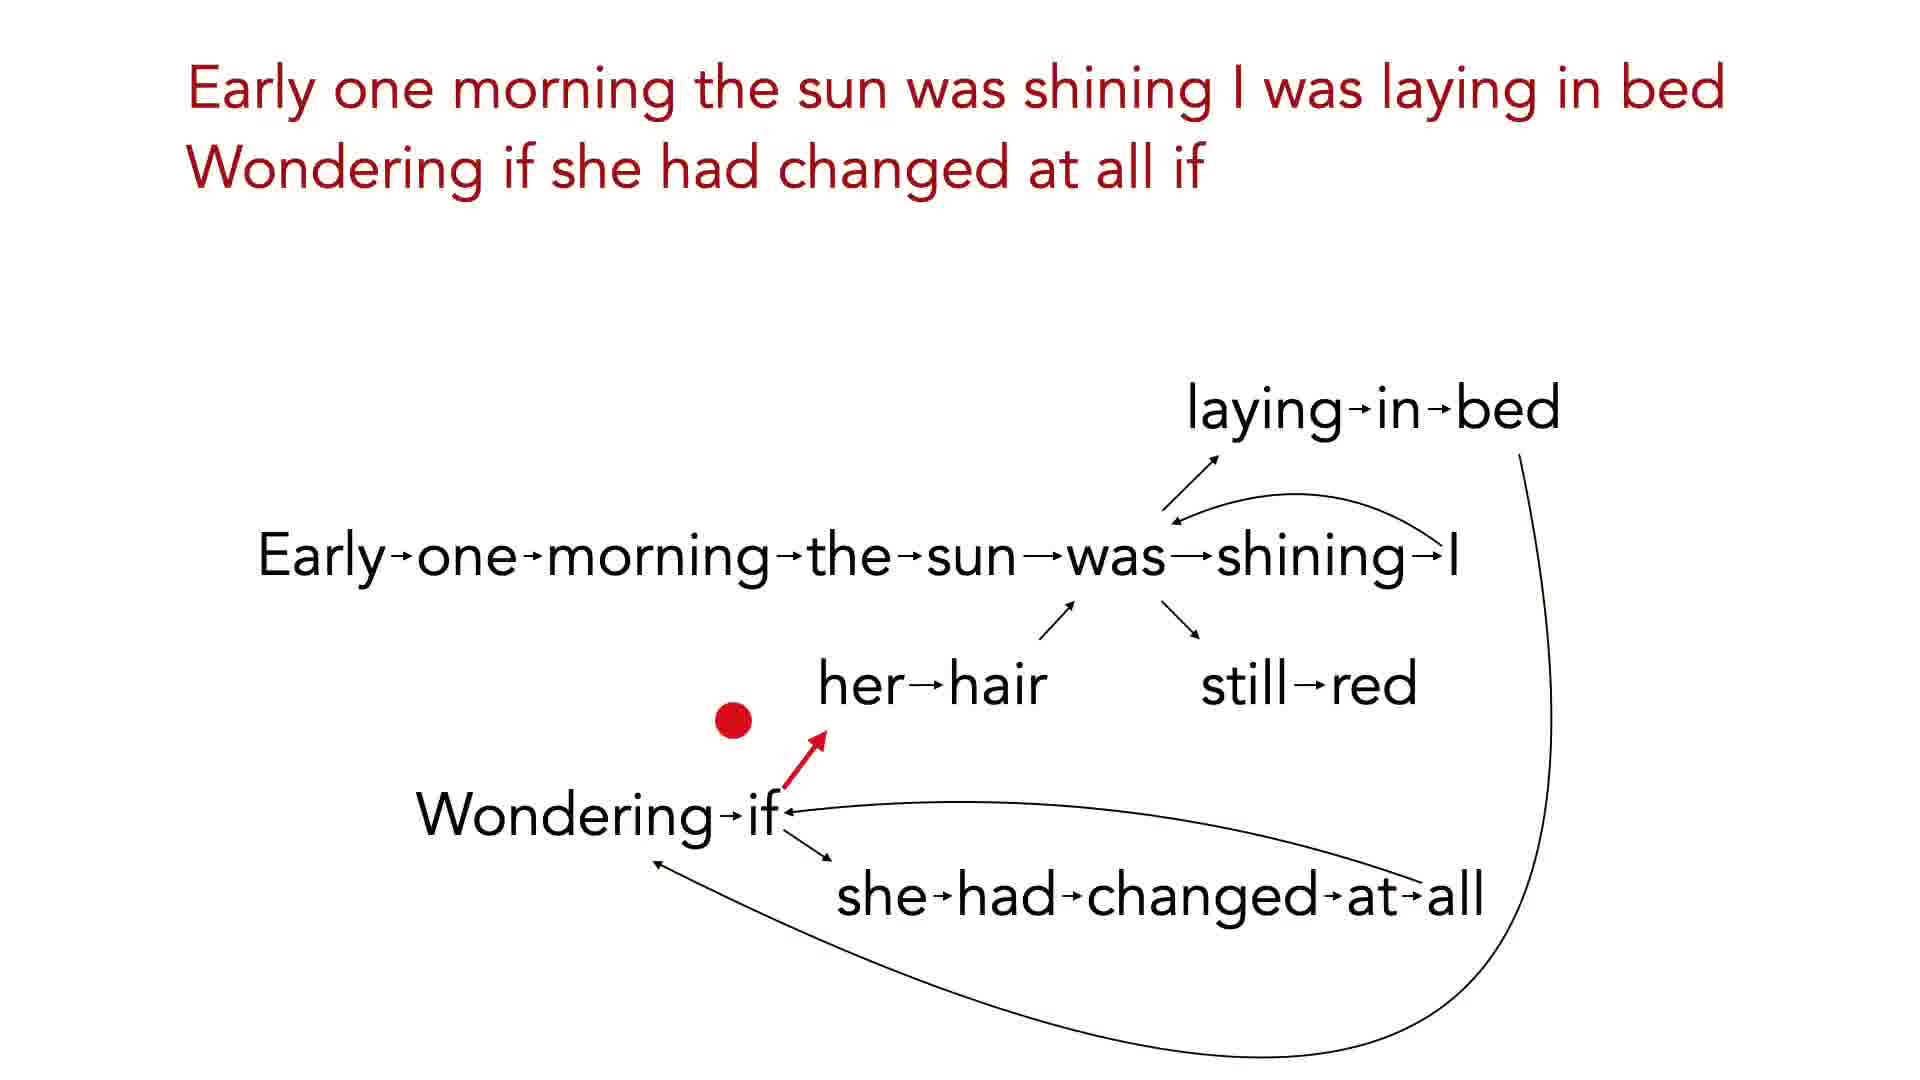 Early one morning the sun was shining I was laying in bed
Wondering if she had changed at all if
laying in bed
Early one morning the sun was shining I
her hair still red
Wondering if
she had changed at all